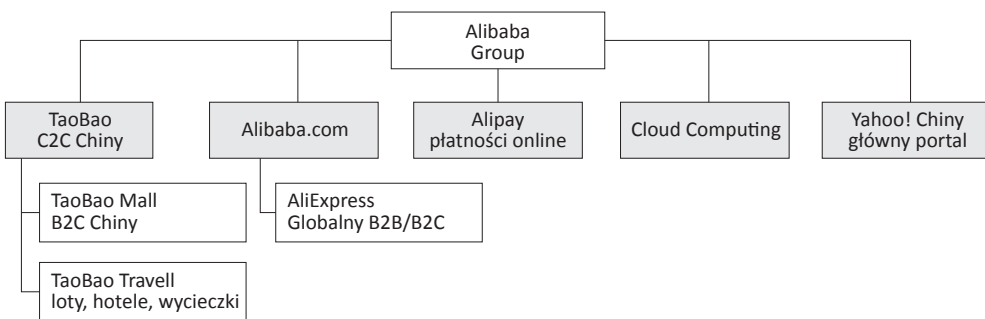 Alibaba
Group
TaoBao
C2C Chiny
Alibaba.com
Alipay
płatności online
Cloud Computing
Yahoo! Chiny
główny portal
TaoBao Mall
B2C Chiny
AliExpress
Globalny B2B/B2C
TaoBao Travell
loty, hotele, wycieczki